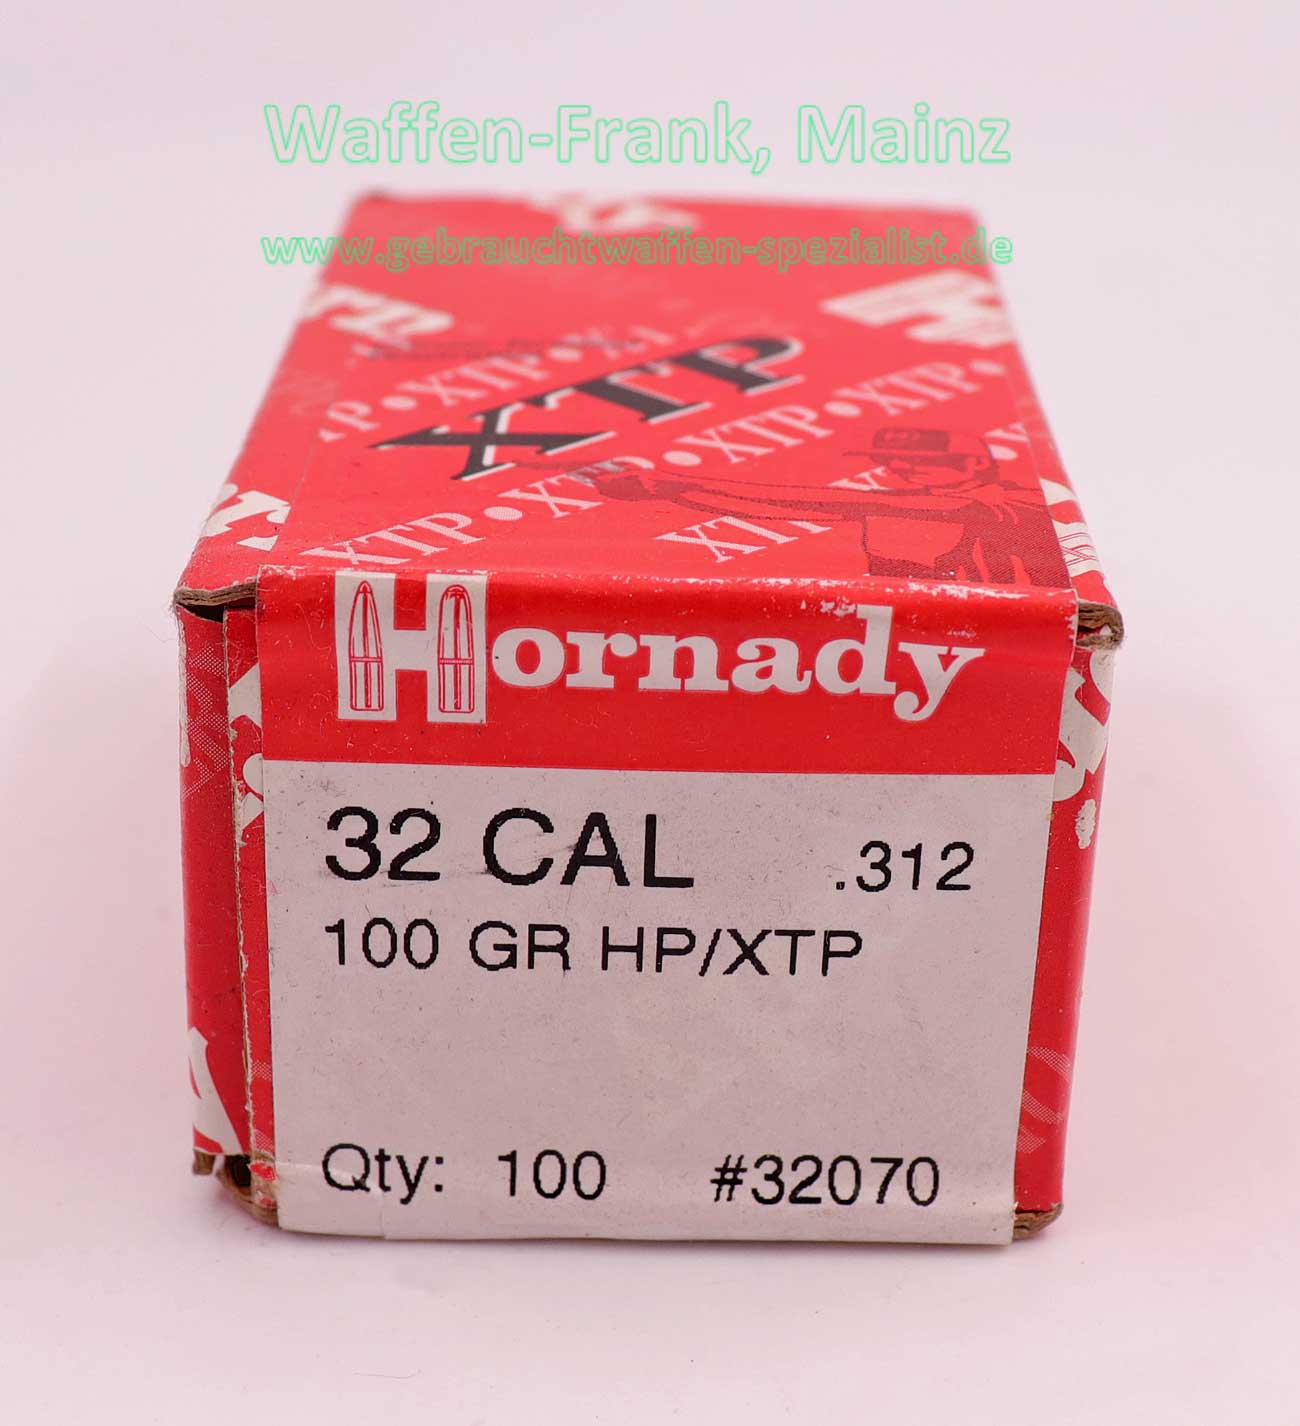 Waffen-Frank, Mainz
www.gebrauchtwaffen-spezialist.de
XTP
XTP • XTP • XTP
XTP
XTP • XTP • XTP • XTP
Hornady
32 CAL .312
100 GR HP/XTP
Qty: 100 #32070